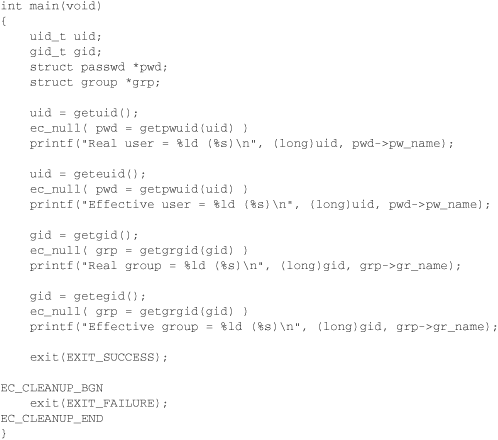 int main(void)
{
    uid_t uid;
    gid_t gid;
    struct passwd *pwd;
    struct group *grp;

    uid = getuid();
    ec_null( pwd = getpwuid(uid) )
    printf("Real user = %ld (%s)\n", (long)uid, pwd->pw_name);

    uid = geteuid();
    ec_null( pwd = getpwuid(uid) )
    printf("Effective user = %ld (%s)\n", (long)uid, pwd->pw_name);

    gid = getgid();
    ec_null( grp = getgrgid(gid) )
    printf("Real group = %ld (%s)\n", (long)gid, grp->gr_name);

    gid = getegid();
    ec_null( grp = getgrgid(gid) )
    printf("Effective group = %ld (%s)\n", (long)gid, grp->gr_name);

    exit(EXIT_SUCCESS);

EC_CLEANUP_BGN
    exit(EXIT_FAILURE);
EC_CLEANUP_END
}